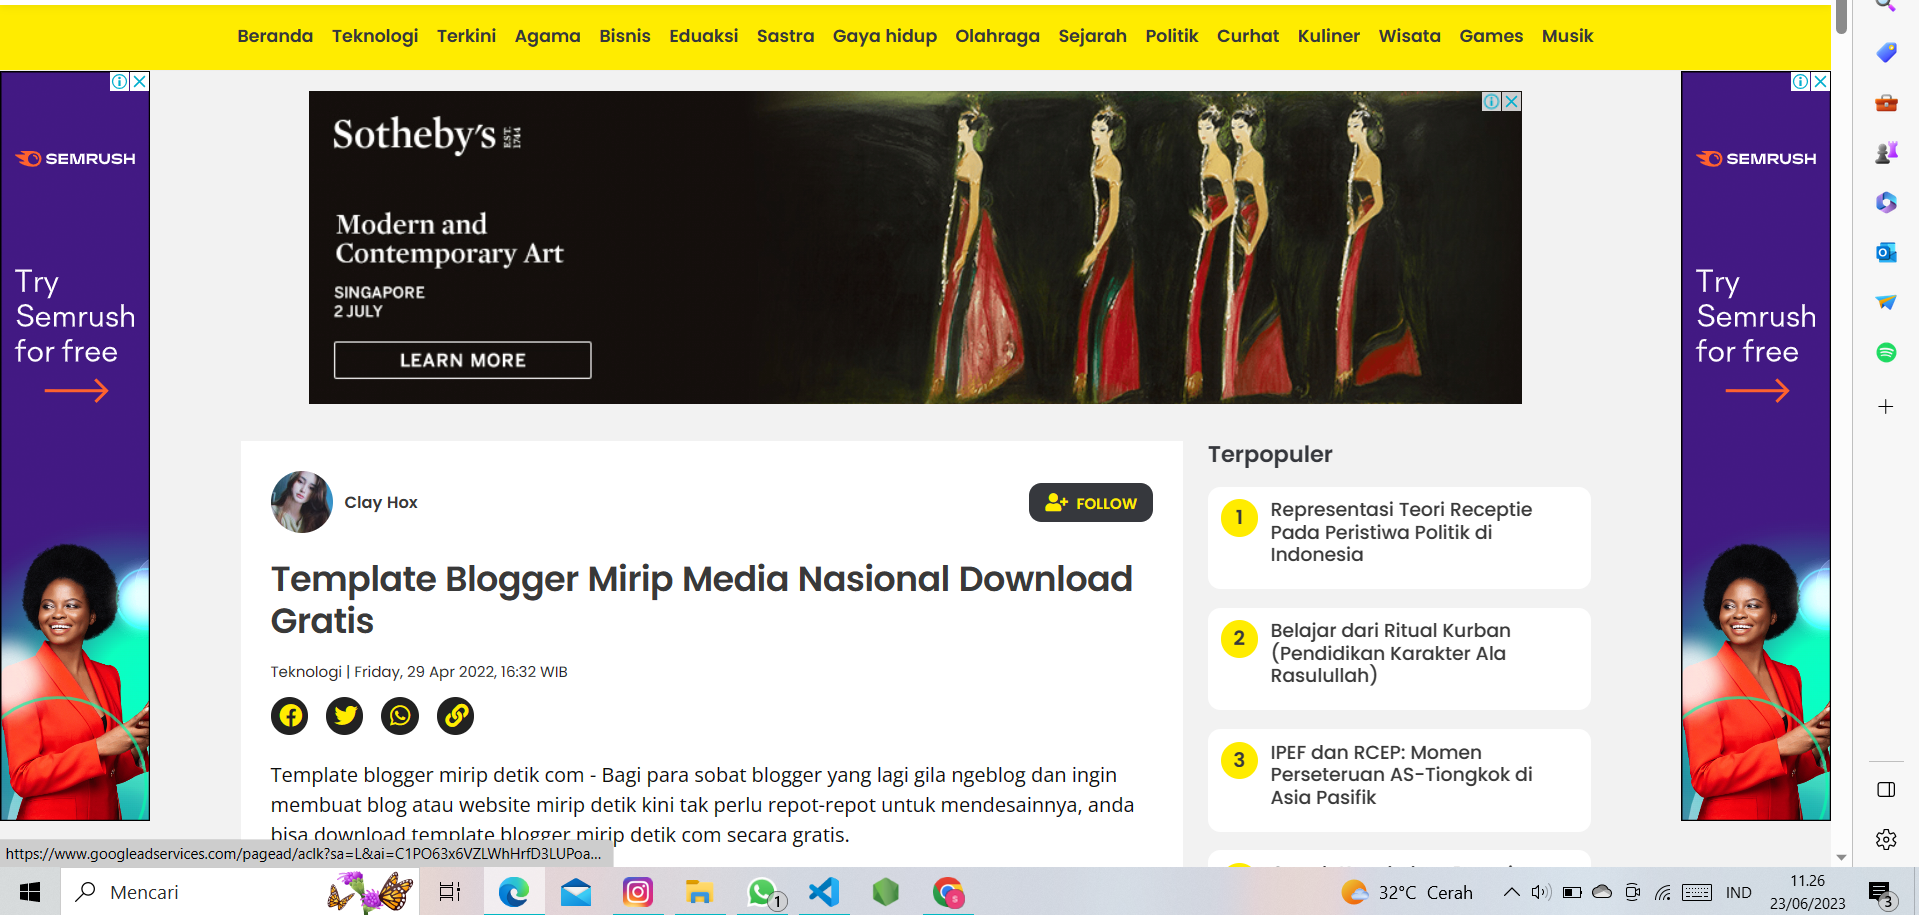 Beranda Teknologi Terkini Agama Bisnis Eduaksi Sastra Gaya hidup Olahraga Sejarah Politik Curhat Kuliner Wisata Games Musik
SEMRUSH
Try
Semrush
for free
Sotheby's EST. 1744
Modern and
Contemporary Art
SINGAPORE
2 JULY
LEARN MORE
SEMRUSH
Try
Semrush
for free
Clay Hox
FOLLOW
Template Blogger Mirip Media Nasional Download
Gratis
Teknologi | Friday, 29 Apr 2022, 16:32 WIB
Template blogger mirip detik com - Bagi para sobat blogger yang lagi gila ngeblog dan ingin
membuat blog atau website mirip detik kini tak perlu repot-repot untuk mendesainnya, anda
bisa download template blogger mirip detik com secara gratis.
Terpopuler
1 Representasi Teori Receptie
Pada Peristiwa Politik di
Indonesia
2 Belajar dari Ritual Kurban
(Pendidikan Karakter Ala
Rasulullah)
3 IPEF dan RCEP: Momen
Perseteruan AS-Tiongkok di
Asia Pasifik
https://www.googleadservices.com/pagead/aclk?sa=L&ai=C1PO63x6VZLWhHrfD3LUPoa...
Mencari
1
S
32°C Cerah
IND
11.26
23/06/2023
3